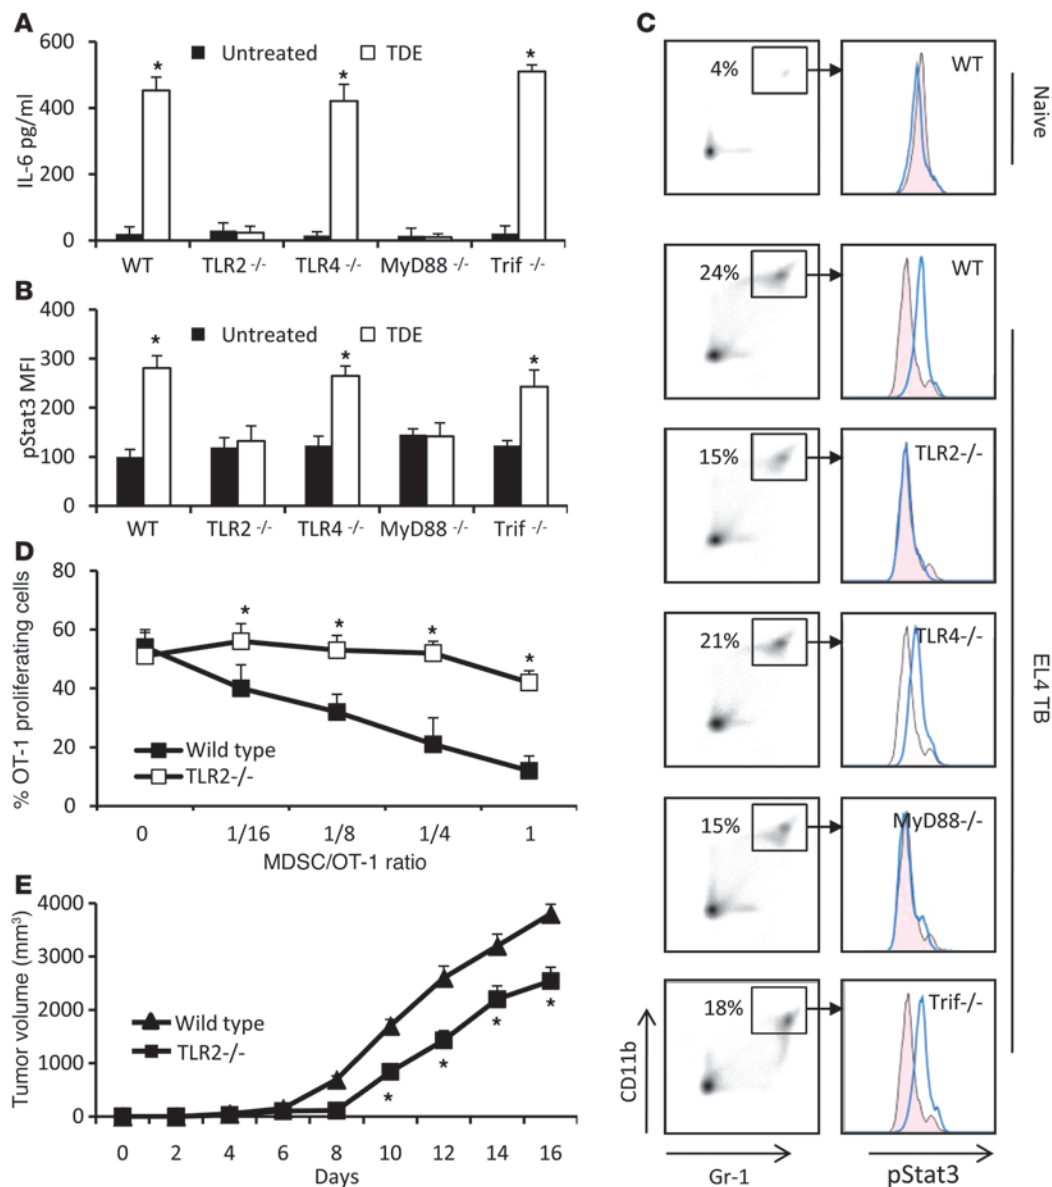 A
600
400
200
0
IL-6 pg/ml
Untreated
TDE
*
*
*
WT
TLR2 -/-
TLR4 -/-
MyD88 -/-
Trif -/-
B
400
300
200
100
0
pStat3 MFI
Untreated
TDE
*
*
*
WT
TLR2 -/-
TLR4 -/-
MyD88 -/-
Trif -/-
D
80
60
40
20
0
% OT-1 proliferating cells
*
*
*
*
Wild type
TLR2-/-
0
1/16
1/8
1/4
1
MDSC/OT-1 ratio
E
4000
3000
2000
1000
0
Tumor volume (mm³)
Wild type
TLR2-/-
*
*
*
*
0
2
4
6
8
10
12
14
16
Days
C
4%
WT
Naive
24%
WT
15%
TLR2-/-
21%
TLR4-/-
15%
MyD88-/-
18%
Trif-/-
EL4 TB
CD11b
Gr-1
pStat3